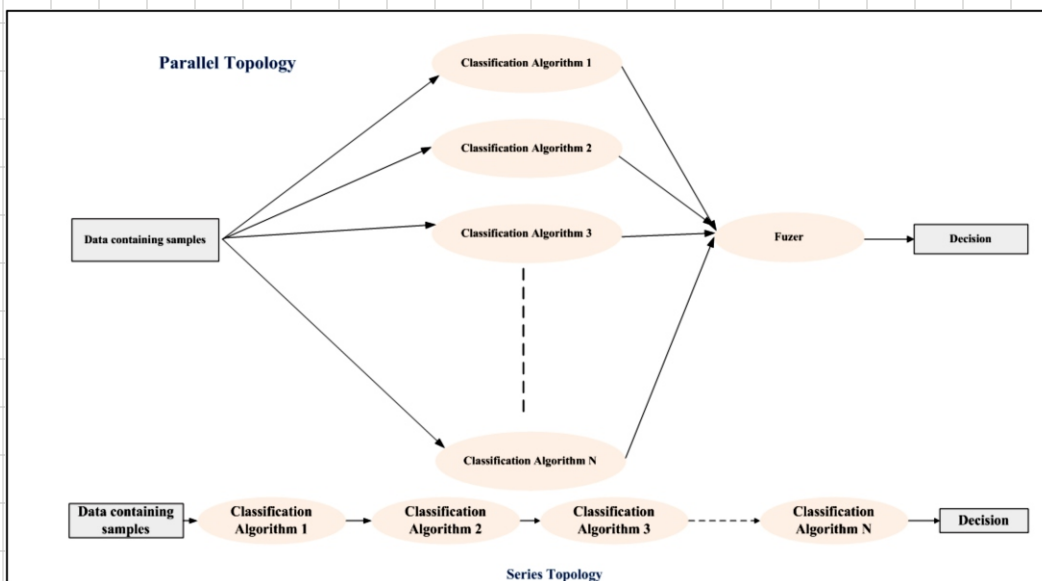 Parallel Topology
Classification Algorithm 1
Classification Algorithm 2
Data containing samples
Classification Algorithm 3
Fuzer
Decision
Classification Algorithm N
Data containing
samples
Classification
Algorithm 1
Classification
Algorithm 2
Classification
Algorithm 3
Classification
Algorithm N
Decision
Series Topology